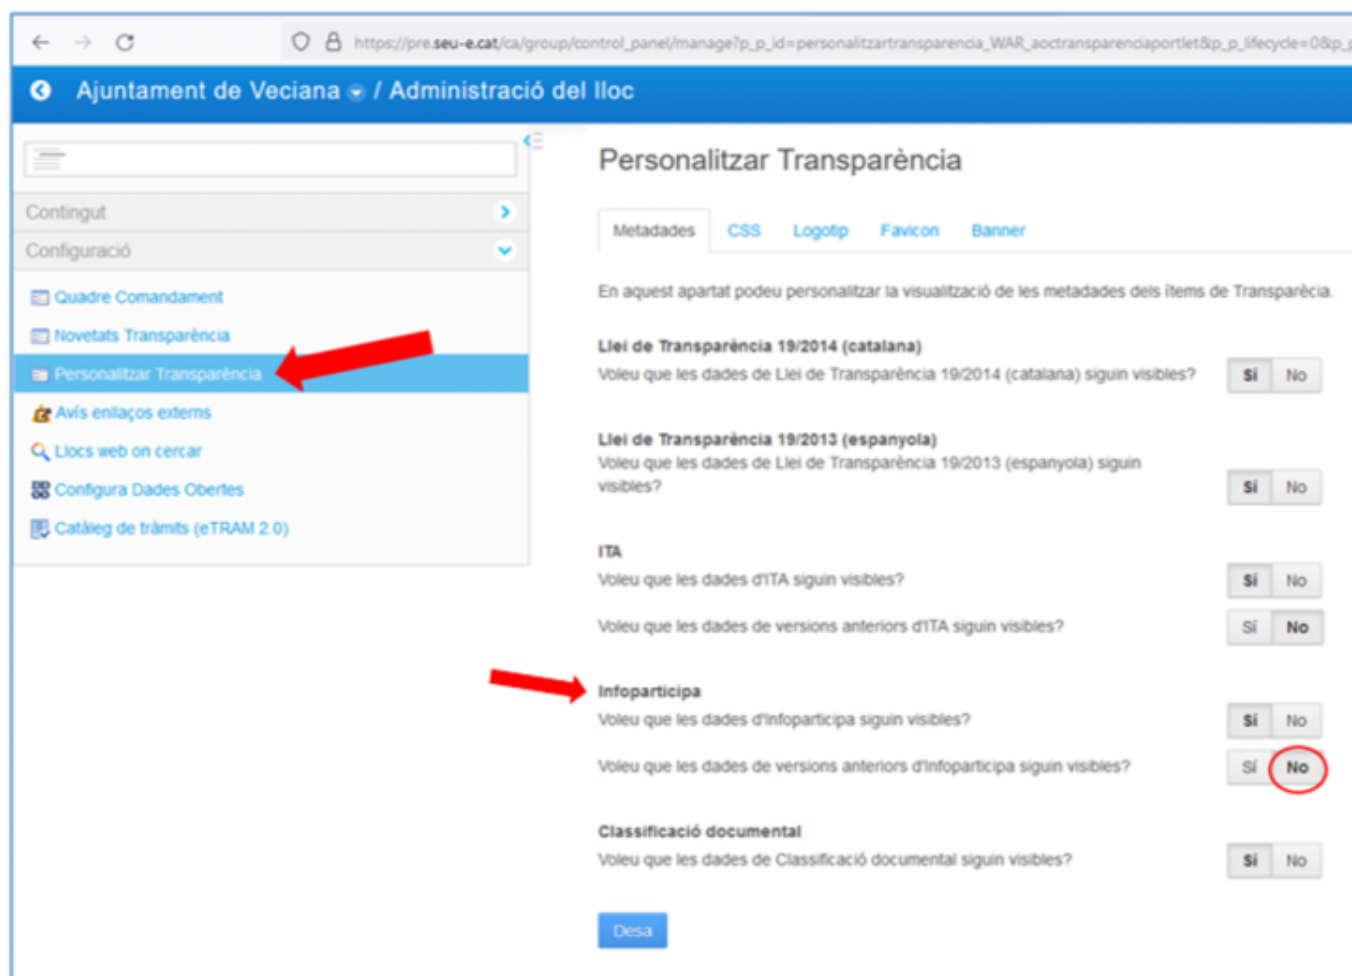 https://pre.seu-e.cat/ca/group/control_panel/manage?p_p_id=personalitzartransparencia_WAR_aoctransparenciaportlet&p_p_lifecycle=0&p_p
Ajuntament de Veciana / Administració del lloc
Contingut
Configuració
Quadre Comandament
Novetats Transparència
Personalitzar Transparència
Avís enllaços externs
Llocs web on cercar
Configura Dades Obertes
Catàleg de tràmits (eTRAM 2.0)
Personalitzar Transparència
Metadades CSS Logotip Favicon Banner
En aquest apartat podeu personalitzar la visualització de les metadades dels ítems de Transparècia.
Llei de Transparència 19/2014 (catalana)
Voleu que les dades de Llei de Transparència 19/2014 (catalana) siguin visibles? Sí No
Llei de Transparència 19/2013 (espanyola)
Voleu que les dades de Llei de Transparència 19/2013 (espanyola) siguin
visibles? Sí No
ITA
Voleu que les dades d'ITA siguin visibles? Sí No
Voleu que les dades de versions anteriors d'ITA siguin visibles? Sí No
Infoparticipa
Voleu que les dades d'Infoparticipa siguin visibles? Sí No
Voleu que les dades de versions anteriors d'Infoparticipa siguin visibles? Sí No
Classificació documental
Voleu que les dades de Classificació documental siguin visibles? Sí No
Desa